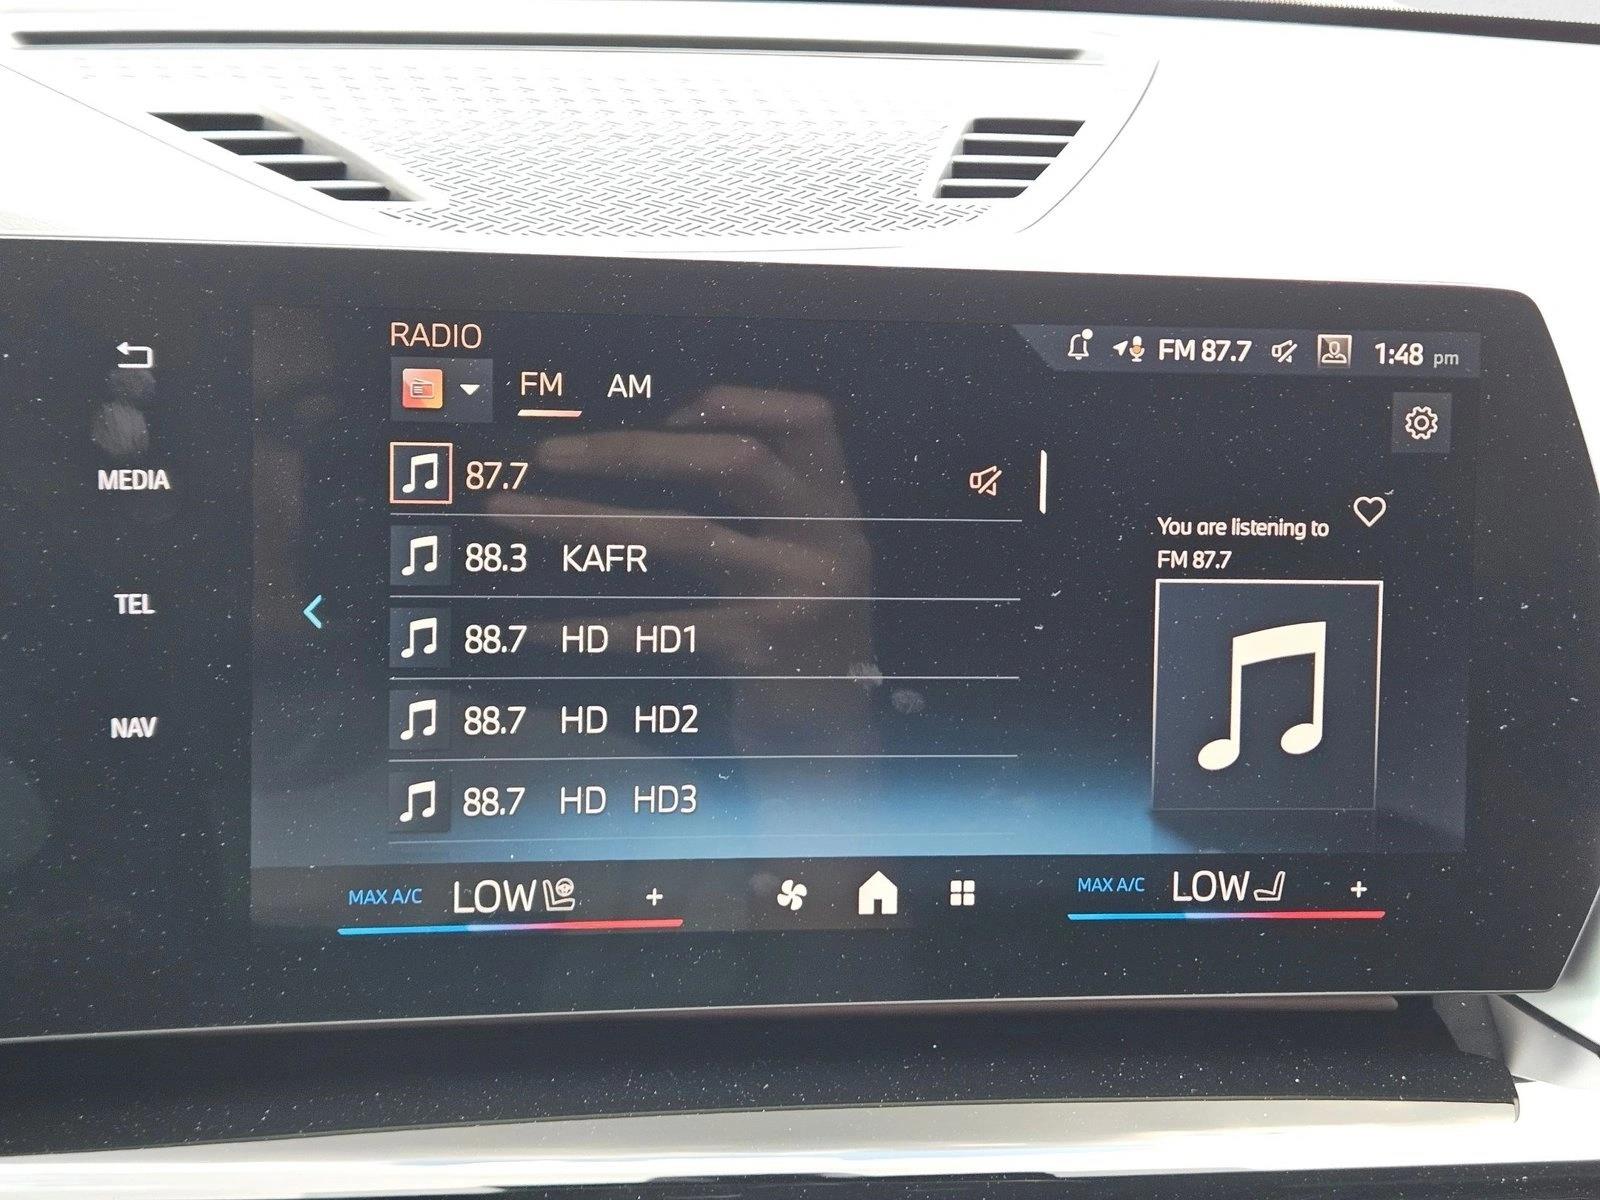 RADIO
FM 87.7 1:48 pm
FM AM
MEDIA
87.7
88.3 KAFR
You are listening to
FM 87.7
TEL
88.7 HD HD1
88.7 HD HD2
NAV
88.7 HD HD3
MAX A/C LOW +
MAX A/C LOW +